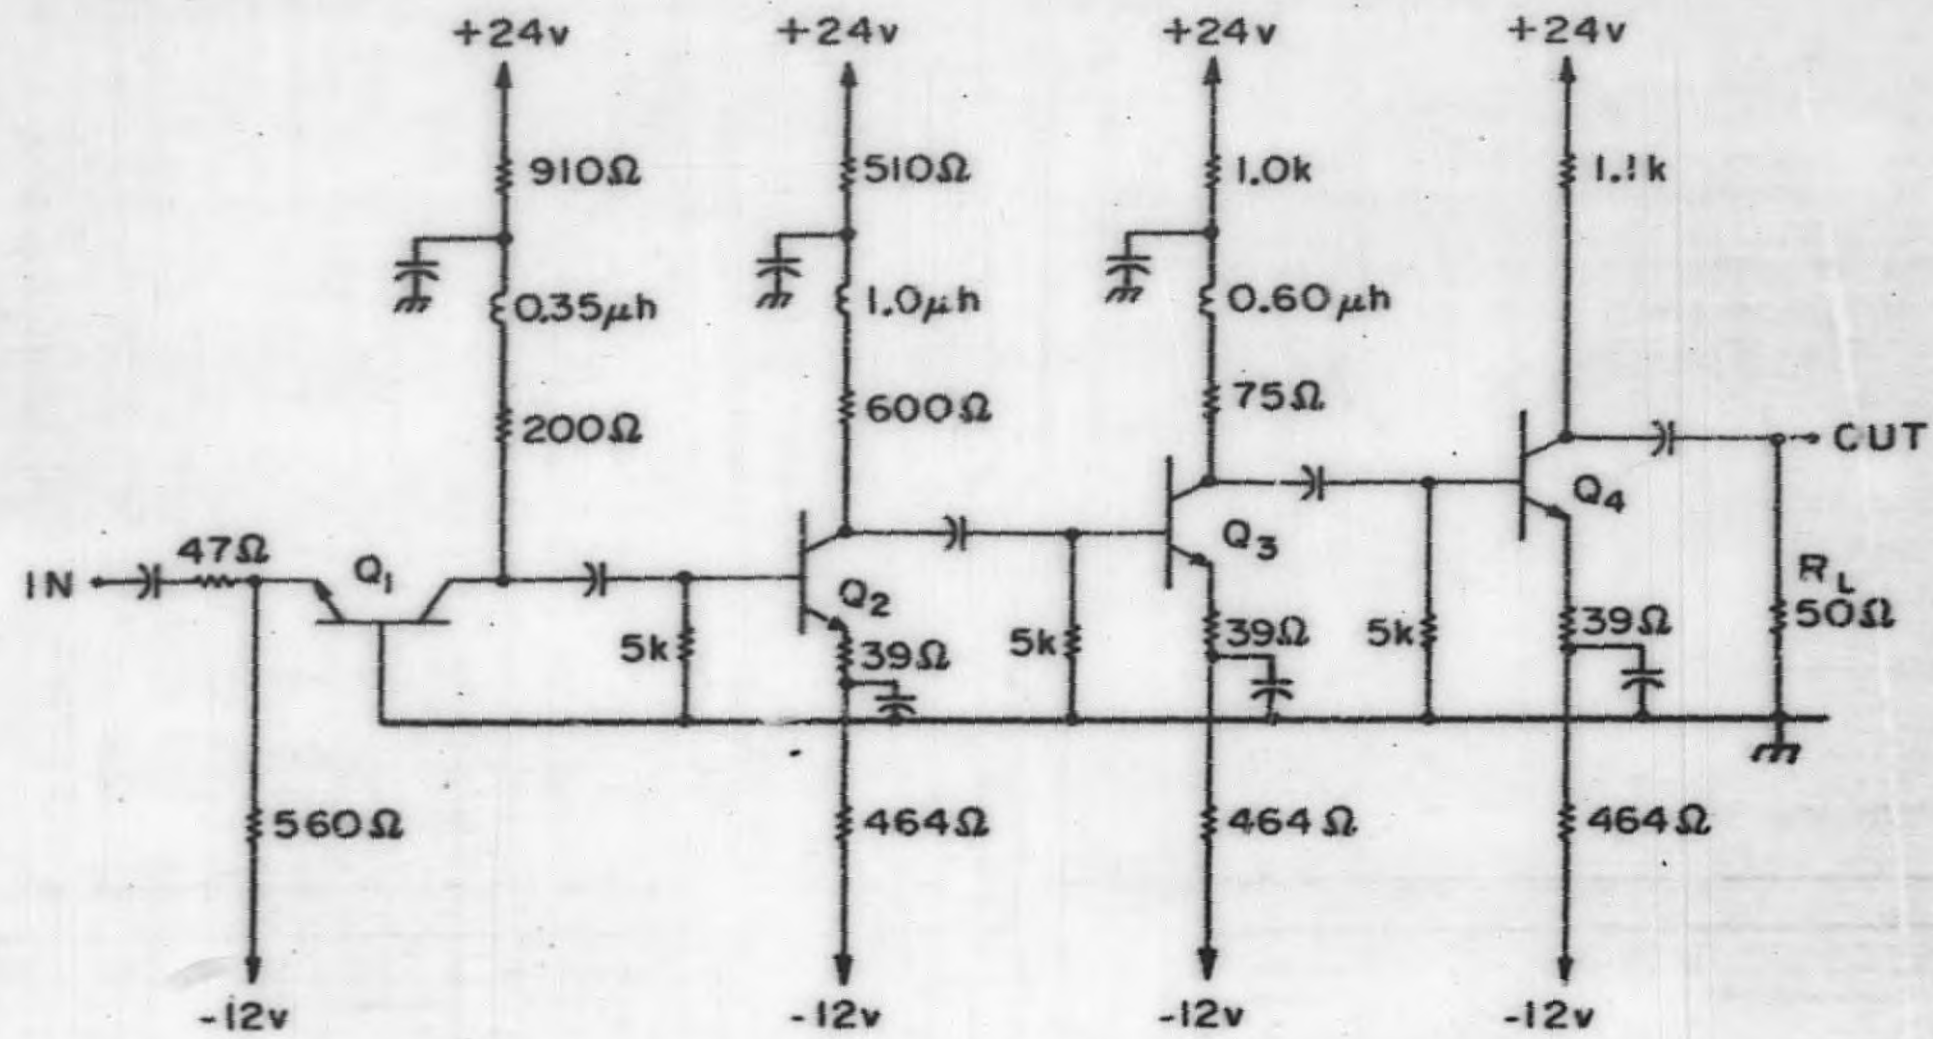 +24v +24v +24v +24v
910Ω 510Ω 1.0k 1.1k
0.35μh 1.0μh 0.60μh
200Ω 600Ω 75Ω
OUT
IN 47Ω Q1 Q2 Q3 Q4
5k 39Ω 5k 39Ω 5k 39Ω RL
50Ω
560Ω 464Ω 464Ω 464Ω
-12v -12v -12v -12v